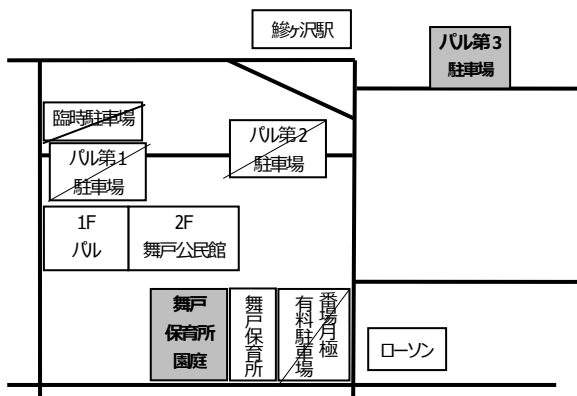 鰺ヶ沢駅
パル第3
駐車場
臨時駐車場
パル第1
駐車場
パル第2
駐車場
1F
パル
2F
舞戸公民館
舞戸
保育所
園庭
舞戸保育所
番場月極
有料駐車場
ローソン